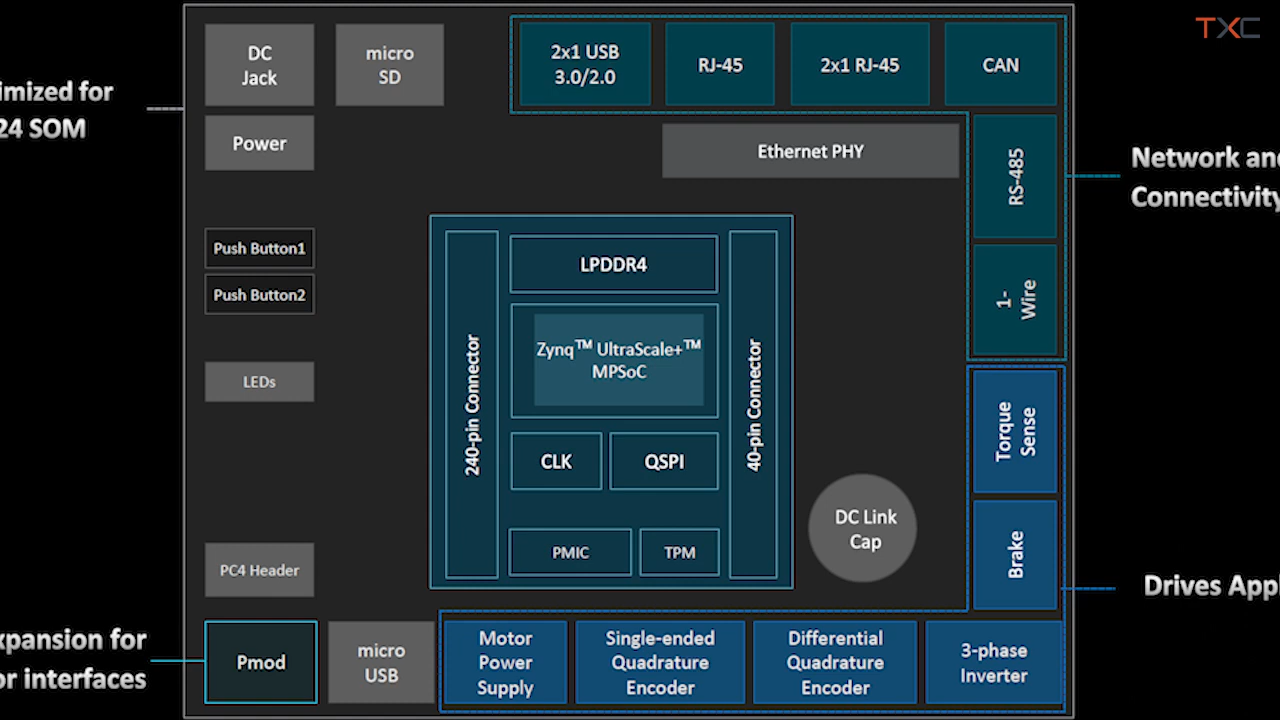 TXC
DC
Jack
micro
SD
2x1 USB
3.0/2.0
RJ-45
2x1 RJ-45
CAN
imized for
24 SOM
Power
Ethernet PHY
RS-485
Network and
Connectivity
Push Button1
Push Button2
1-
Wire
LPDDR4
240-pin Connector
Zynq™ UltraScale+™
MPSoC
40-pin Connector
LEDs
Torque
Sense
CLK
QSPI
DC Link
Cap
PMIC
TPM
Brake
PC4 Header
Drives Appl
xpansion for
or interfaces
Pmod
micro
USB
Motor
Power
Supply
Single-ended
Quadrature
Encoder
Differential
Quadrature
Encoder
3-phase
Inverter